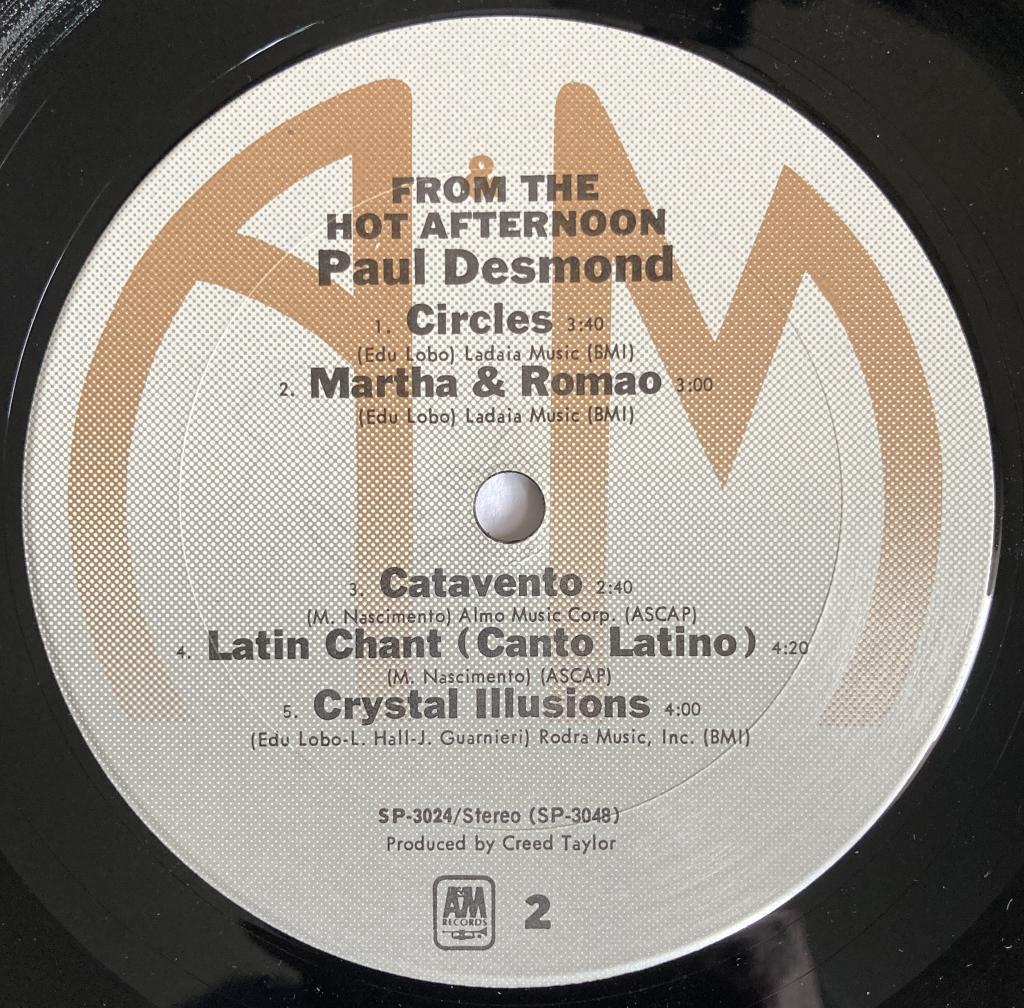 A&M
FROM THE
HOT AFTERNOON
Paul Desmond
1. Circles 3:40
(Edu Lobo) Ladaia Music (BMI)
2. Martha & Romao 3:00
(Edu Lobo) Ladaia Music (BMI)
3. Catavento 2:40
(M. Nascimento) Almo Music Corp. (ASCAP)
4. Latin Chant (Canto Latino) 4:20
(M. Nascimento) (ASCAP)
5. Crystal Illusions 4:00
(Edu Lobo-L. Hall-J. Guarnieri) Rodra Music, Inc. (BMI)
SP-3024/Stereo (SP-3048)
Produced by Creed Taylor
A&M
RECORDS
2